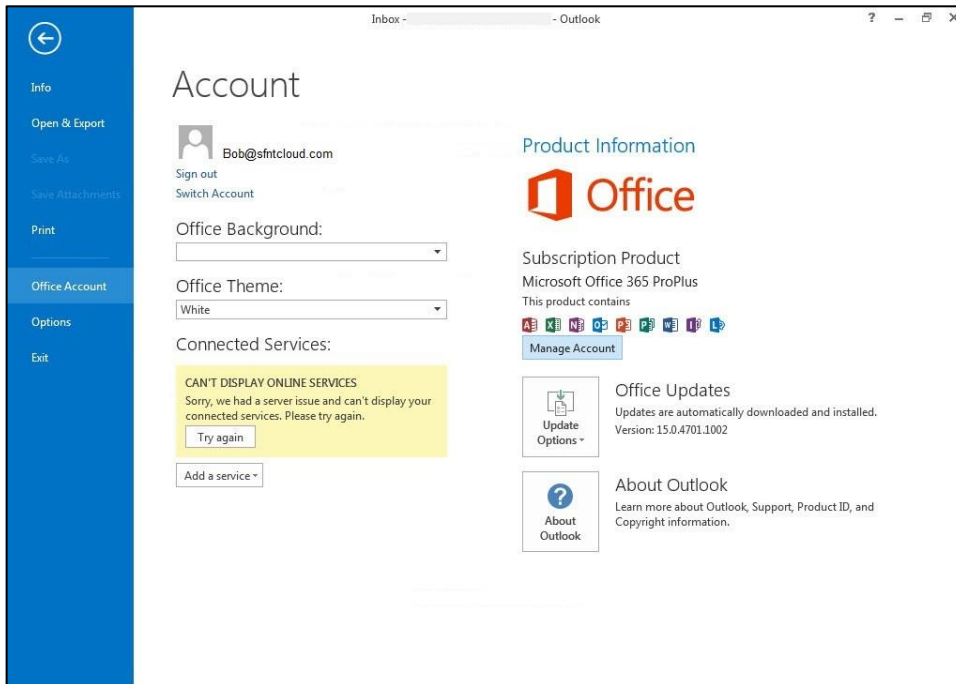 Inbox - - Outlook
?
Info
Open & Export
Save As
Save Attachments
Print
Office Account
Options
Exit
Account
Bob@sfntcloud.com
Sign out
Switch Account
Office Background:
Office Theme:
White
Connected Services:
CAN'T DISPLAY ONLINE SERVICES
Sorry, we had a server issue and can't display your
connected services. Please try again.
Try again
Add a service
Product Information
Office
Subscription Product
Microsoft Office 365 ProPlus
This product contains
Manage Account
Update
Options
Office Updates
Updates are automatically downloaded and installed.
Version: 15.0.4701.1002
?
About
Outlook
About Outlook
Learn more about Outlook, Support, Product ID, and
Copyright information.